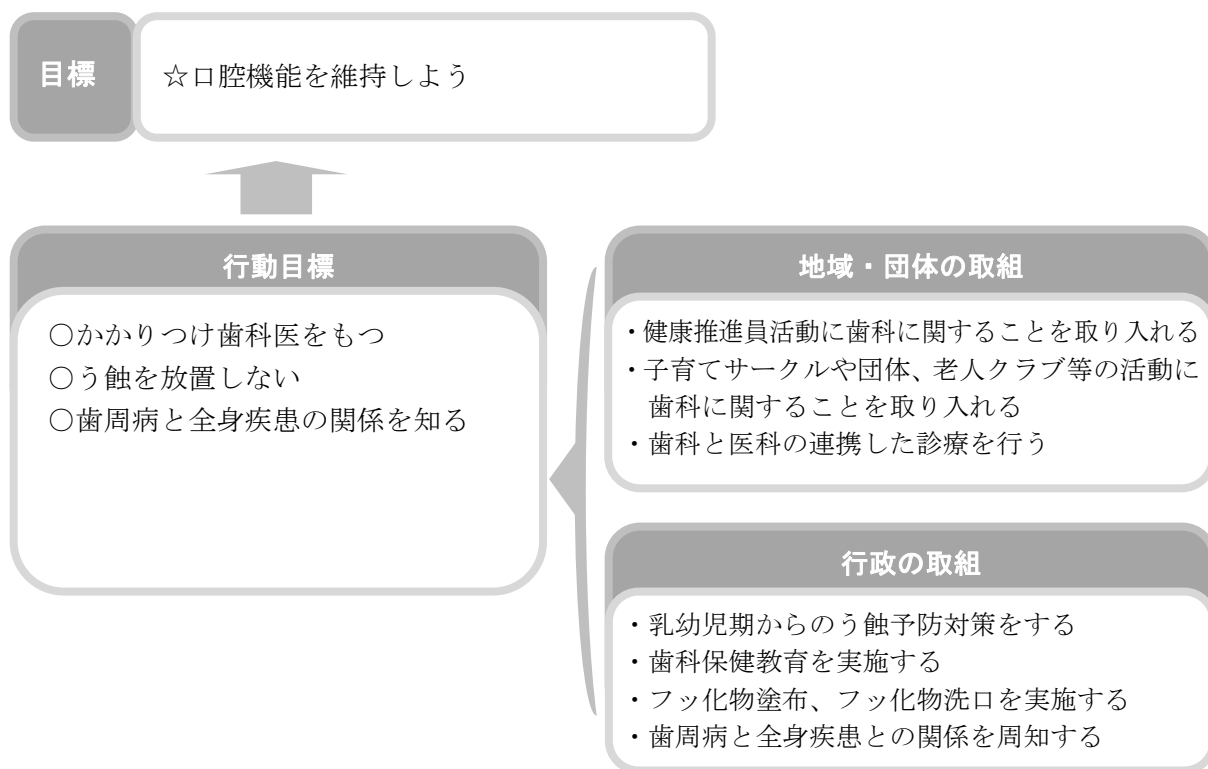 目標
☆口腔機能を維持しよう
行動目標
○かかりつけ歯科医をもつ
○う蝕を放置しない
○歯周病と全身疾患の関係を知る
地域・団体の取組
・健康推進員活動に歯科に関することを取り入れる
・子育てサークルや団体、老人クラブ等の活動に
歯科に関することを取り入れる
・歯科と医科の連携した診療を行う
行政の取組
・乳幼児期からのう蝕予防対策をする
・歯科保健教育を実施する
・フッ化物塗布、フッ化物洗口を実施する
・歯周病と全身疾患との関係を周知する